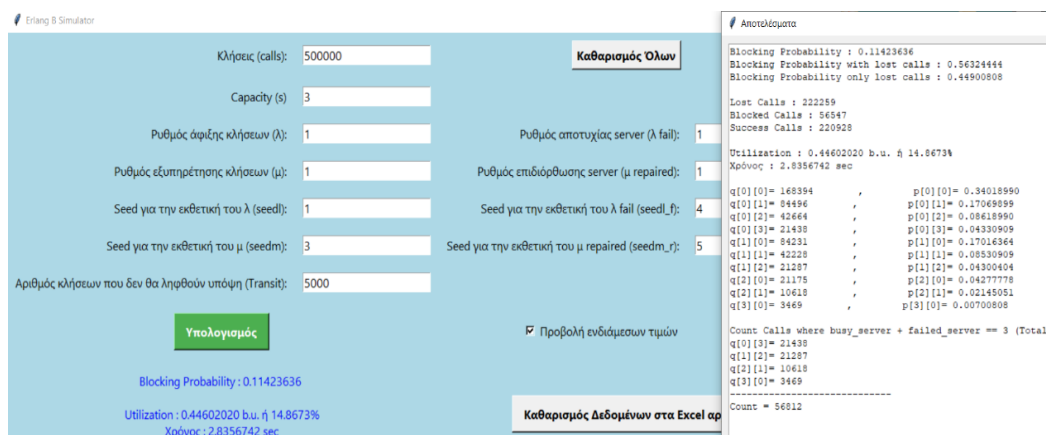 Erlang B Simulator
Κλήσεις (calls): 500000
Καθαρισμός Όλων
Capacity (s) 3
Ρυθμός άφιξης κλήσεων (λ): 1
Ρυθμός αποτυχίας server (λ fail): 1
Ρυθμός εξυπηρέτησης κλήσεων (μ): 1
Ρυθμός επιδιόρθωσης server (μ repaired): 1
Seed για την εκθετική του λ (seedl): 1
Seed για την εκθετική του λ fail (seedl_f): 4
Seed για την εκθετική του μ (seedm): 3
Seed για την εκθετική του μ repaired (seedm_r): 5
Αριθμός κλήσεων που δεν θα ληφθούν υπόψη (Transit): 5000
Υπολογισμός
Προβολή ενδιάμεσων τιμών
Blocking Probability : 0.11423636
Utilization : 0.44602020 b.u. ή 14.8673%
Χρόνος : 2.8356742 sec
Καθαρισμός Δεδομένων στα Excel αρ
Αποτελέσματα
Blocking Probability : 0.11423636
Blocking Probability with lost calls : 0.56324444
Blocking Probability only lost calls : 0.44900808
Lost Calls : 222259
Blocked Calls : 56547
Success Calls : 220928
Utilization : 0.44602020 b.u. ή 14.8673%
Χρόνος : 2.8356742 sec
q[0][0]= 168394 , p[0][0]= 0.34018990
q[0][1]= 84496 , p[0][1]= 0.17069899
q[0][2]= 42664 , p[0][2]= 0.08618990
q[0][3]= 21438 , p[0][3]= 0.04330909
q[1][0]= 84231 , p[1][0]= 0.17016364
q[1][1]= 42228 , p[1][1]= 0.08530909
q[1][2]= 21287 , p[1][2]= 0.04300404
q[2][0]= 21175 , p[2][0]= 0.04277778
q[2][1]= 10618 , p[2][1]= 0.02145051
q[3][0]= 3469 , p[3][0]= 0.00700808
Count Calls where busy_server + failed_server == 3 (Total
q[0][3]= 21438
q[1][2]= 21287
q[2][1]= 10618
q[3][0]= 3469
-----------------------------
Count = 56812